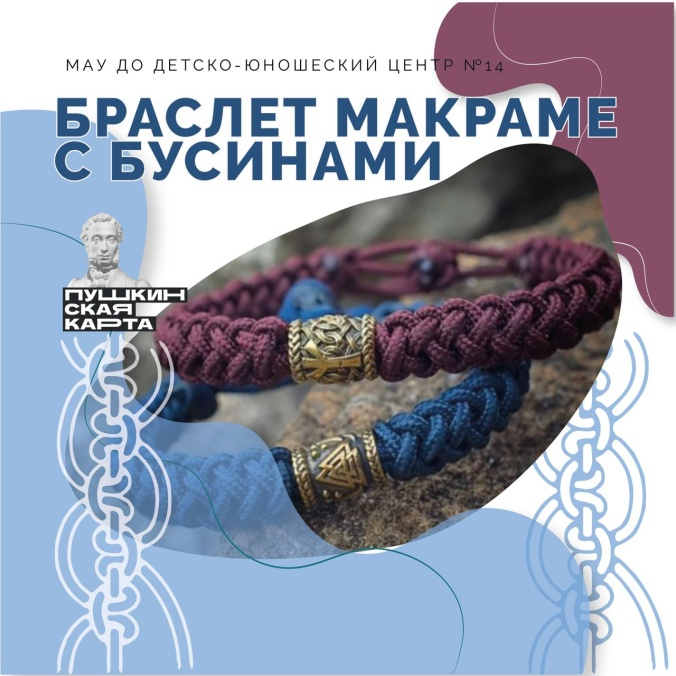 МАУ ДО ДЕТСКО-ЮНОШЕСКИЙ ЦЕНТР №14
БРАСЛЕТ МАКРАМЕ
С БУСИНАМИ
ПУШКИН
СКАЯ
КАРТА